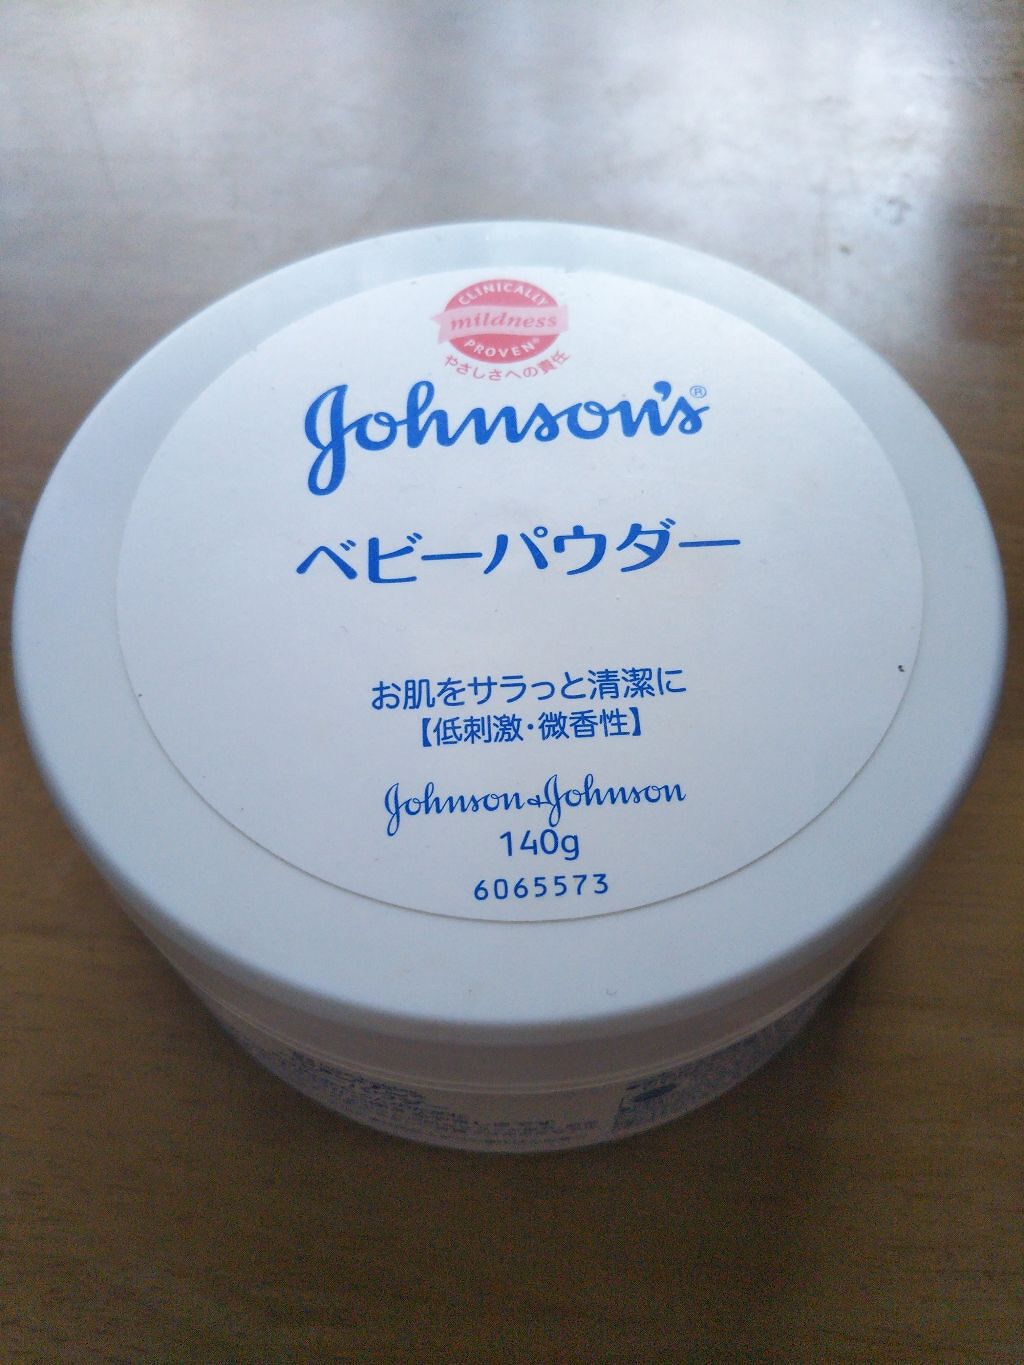 CLINICALLY
mildness
PROVEN®
やさしさへの責任
Johnson's®
ベビーパウダー
お肌をサラっと清潔に
【低刺激・微香性】
Johnson & Johnson
140g
6065573